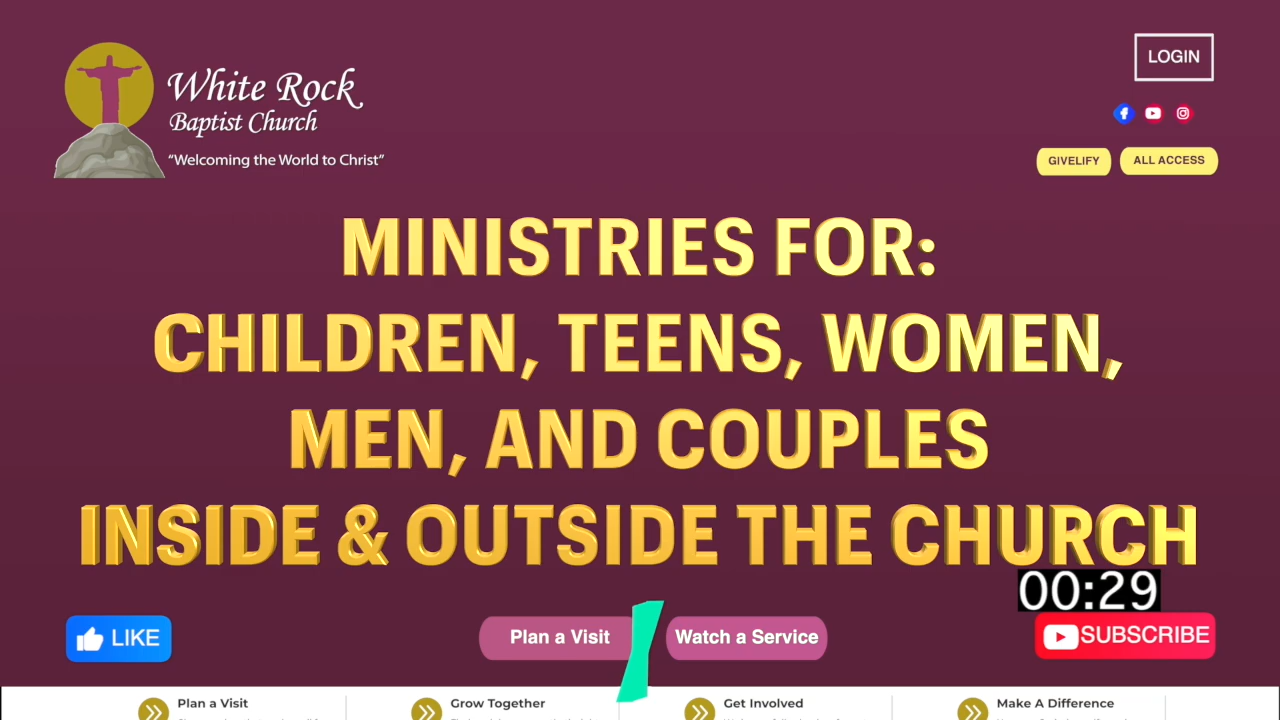 White Rock
Baptist Church
“Welcoming the World to Christ”
LOGIN
GIVELIFY
ALL ACCESS
MINISTRIES FOR:
CHILDREN, TEENS, WOMEN,
MEN, AND COUPLES
INSIDE & OUTSIDE THE CHURCH
00:29
LIKE
Plan a Visit
Watch a Service
SUBSCRIBE
Plan a Visit
Grow Together
Get Involved
Make A Difference